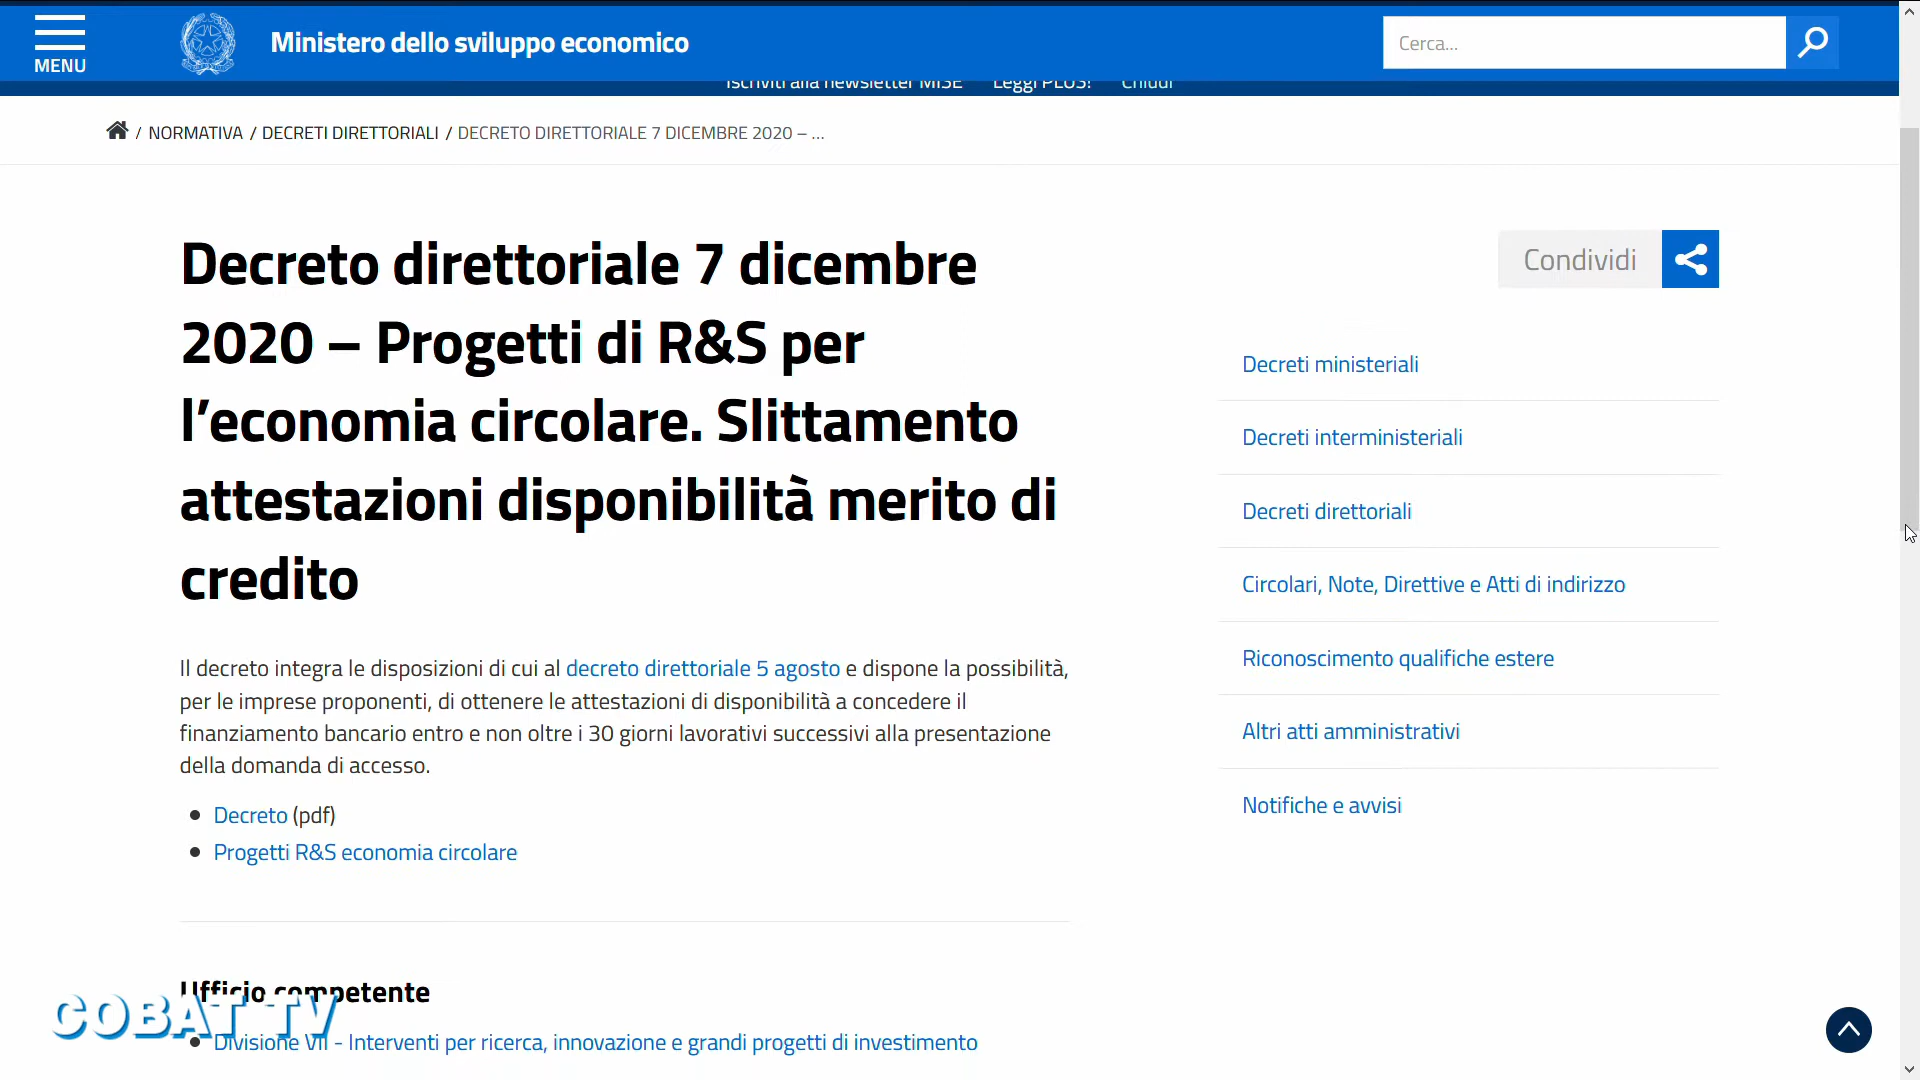 MENU
Ministero dello sviluppo economico
Cerca...
Iscriviti alla newsletter MISE Leggi PLUS! Chiudi
/ NORMATIVA / DECRETI DIRETTORIALI / DECRETO DIRETTORIALE 7 DICEMBRE 2020 – ...
Decreto direttoriale 7 dicembre
2020 – Progetti di R&S per
l’economia circolare. Slittamento
attestazioni disponibilità merito di
credito
Il decreto integra le disposizioni di cui al decreto direttoriale 5 agosto e dispone la possibilità,
per le imprese proponenti, di ottenere le attestazioni di disponibilità a concedere il
finanziamento bancario entro e non oltre i 30 giorni lavorativi successivi alla presentazione
della domanda di accesso.
• Decreto (pdf)
• Progetti R&S economia circolare
Ufficio competente
• Divisione VII - Interventi per ricerca, innovazione e grandi progetti di investimento
Condividi
Decreti ministeriali
Decreti interministeriali
Decreti direttoriali
Circolari, Note, Direttive e Atti di indirizzo
Riconoscimento qualifiche estere
Altri atti amministrativi
Notifiche e avvisi
COBAT TV